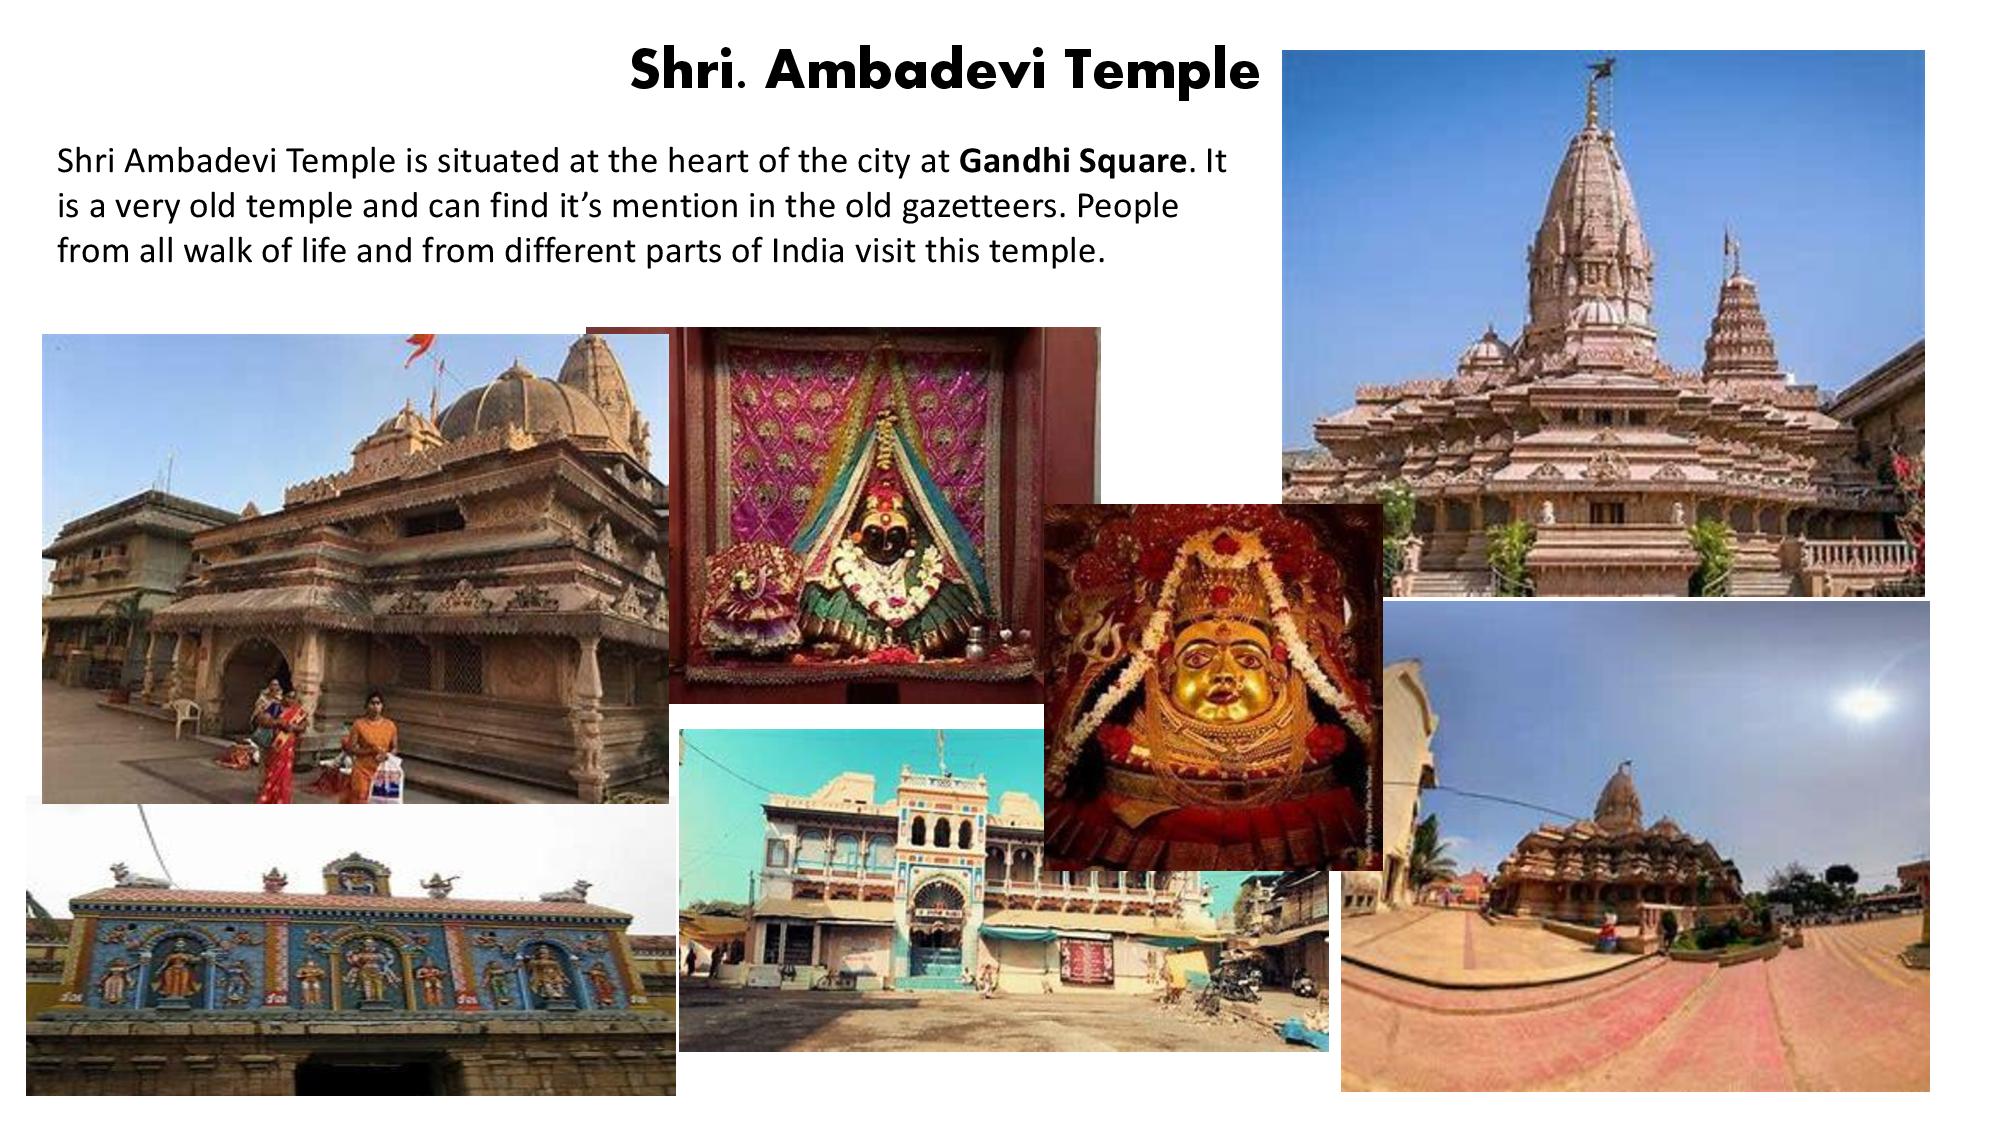 Shri. Ambadevi Temple
Shri Ambadevi Temple is situated at the heart of the city at Gandhi Square. It
is a very old temple and can find it’s mention in the old gazetteers. People
from all walk of life and from different parts of India visit this temple.